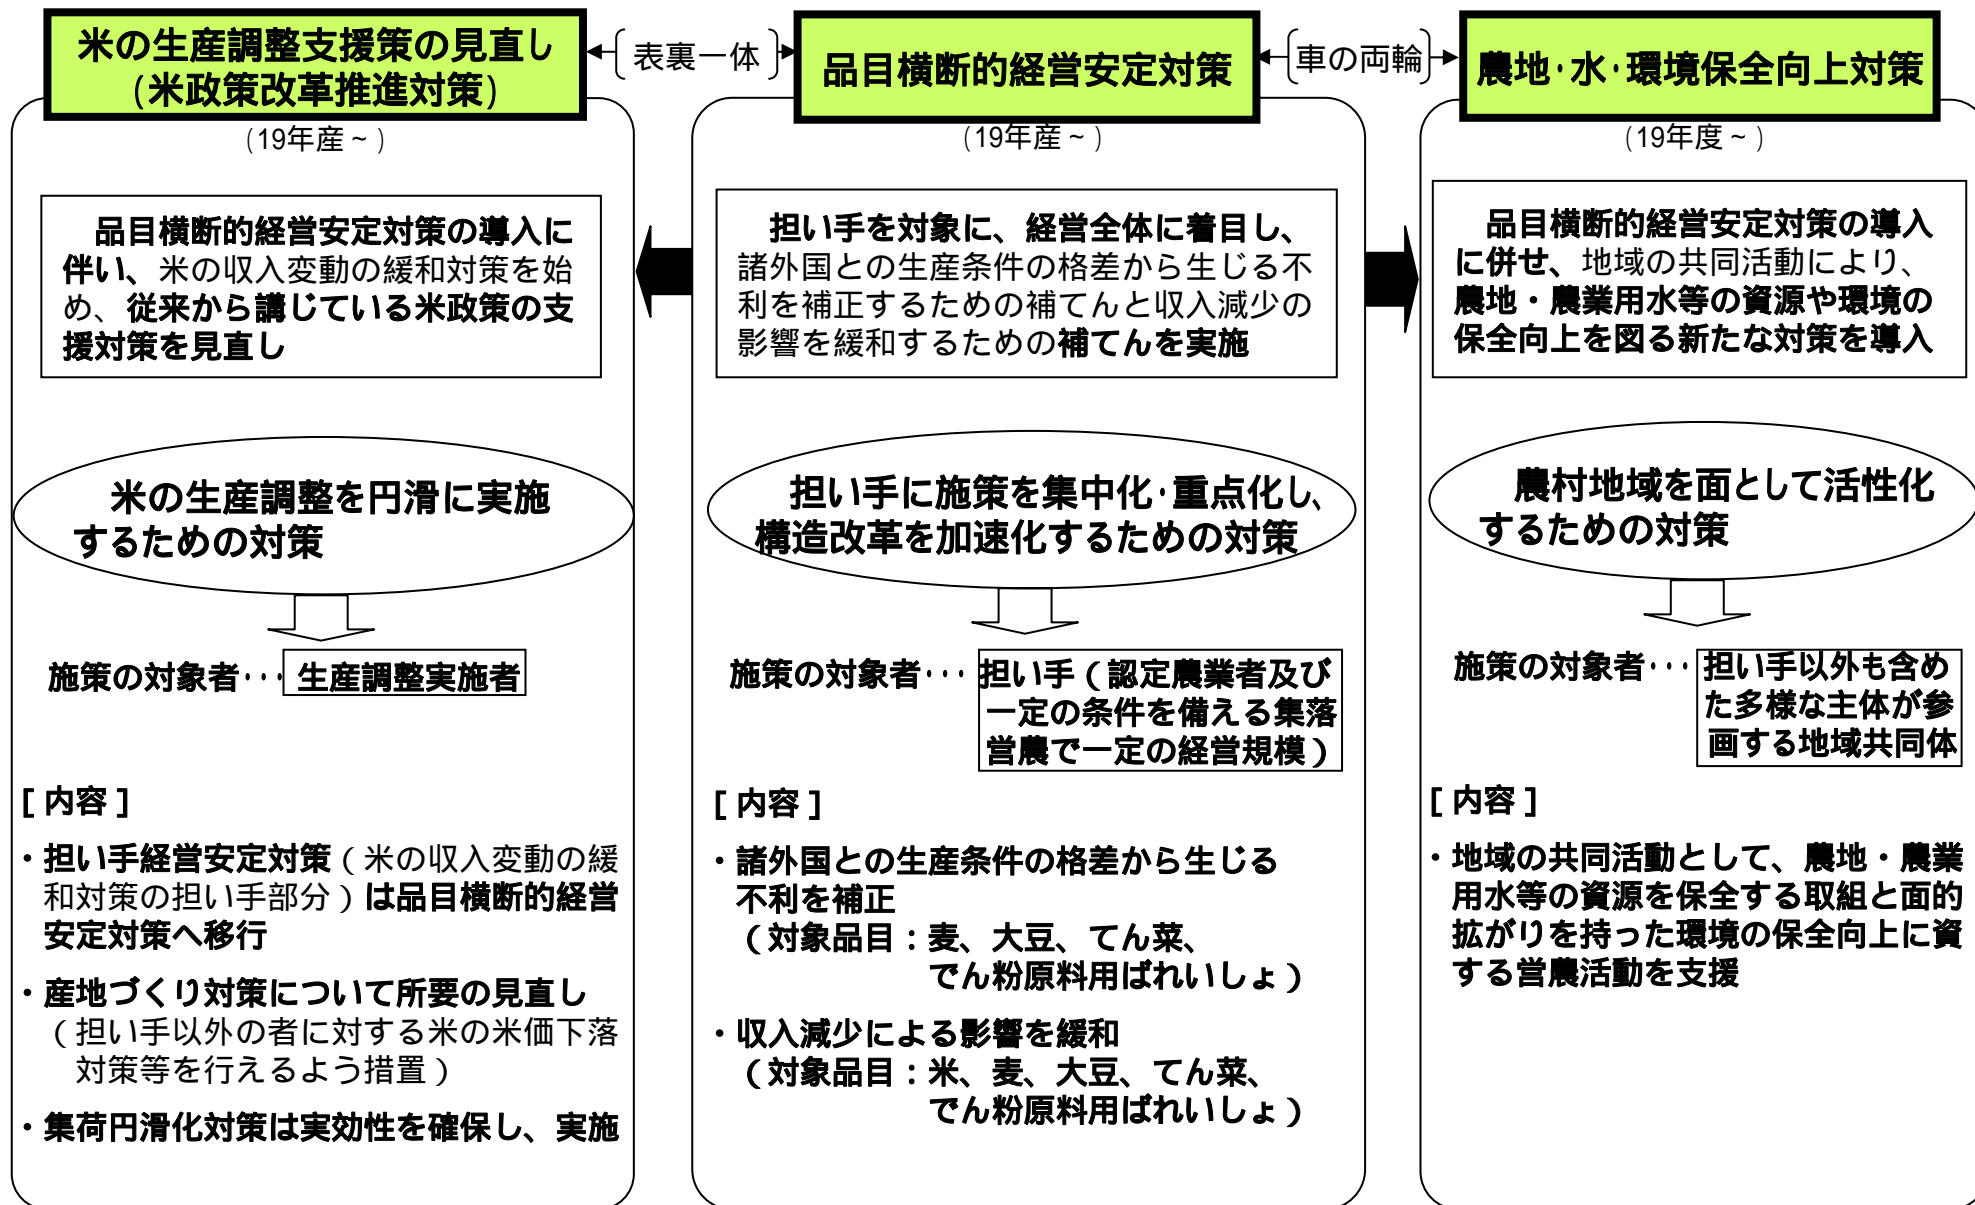 米の生産調整支援策の見直し
(米政策改革推進対策)
表裏一体
品目横断的経営安定対策
車の両輪
農地・水・環境保全向上対策
(19年産~)
品目横断的経営安定対策の導入に
伴い、米の収入変動の緩和対策を始
め、従来から講じている米政策の支
援対策を見直し
米の生産調整を円滑に実施
するための対策
施策の対象者・・・
生産調整実施者
[内容]
・担い手経営安定対策(米の収入変動の緩
和対策の担い手部分)は品目横断的経営
安定対策へ移行
・産地づくり対策について所要の見直し
(担い手以外の者に対する米の米価下落
対策等を行えるよう措置)
・集荷円滑化対策は実効性を確保し、実施
(19年産~)
担い手を対象に、経営全体に着目し、
諸外国との生産条件の格差から生じる不
利を補正するための補てんと収入減少の
影響を緩和するための補てんを実施
担い手に施策を集中化・重点化し、
構造改革を加速化するための対策
施策の対象者・・・
担い手(認定農業者及び
一定の条件を備える集落
営農で一定の経営規模)
[内容]
・諸外国との生産条件の格差から生じる
不利を補正
(対象品目:麦、大豆、てん菜、
でん粉原料用ばれいしょ)
・収入減少による影響を緩和
(対象品目:米、麦、大豆、てん菜、
でん粉原料用ばれいしょ)
(19年度~)
品目横断的経営安定対策の導入
に併せ、地域の共同活動により、
農地・農業用水等の資源や環境の
保全向上を図る新たな対策を導入
農村地域を面として活性化
するための対策
施策の対象者・・・
担い手以外も含め
た多様な主体が参
画する地域共同体
[内容]
・地域の共同活動として、農地・農業
用水等の資源を保全する取組と面的
拡がりを持った環境の保全向上に資
する営農活動を支援